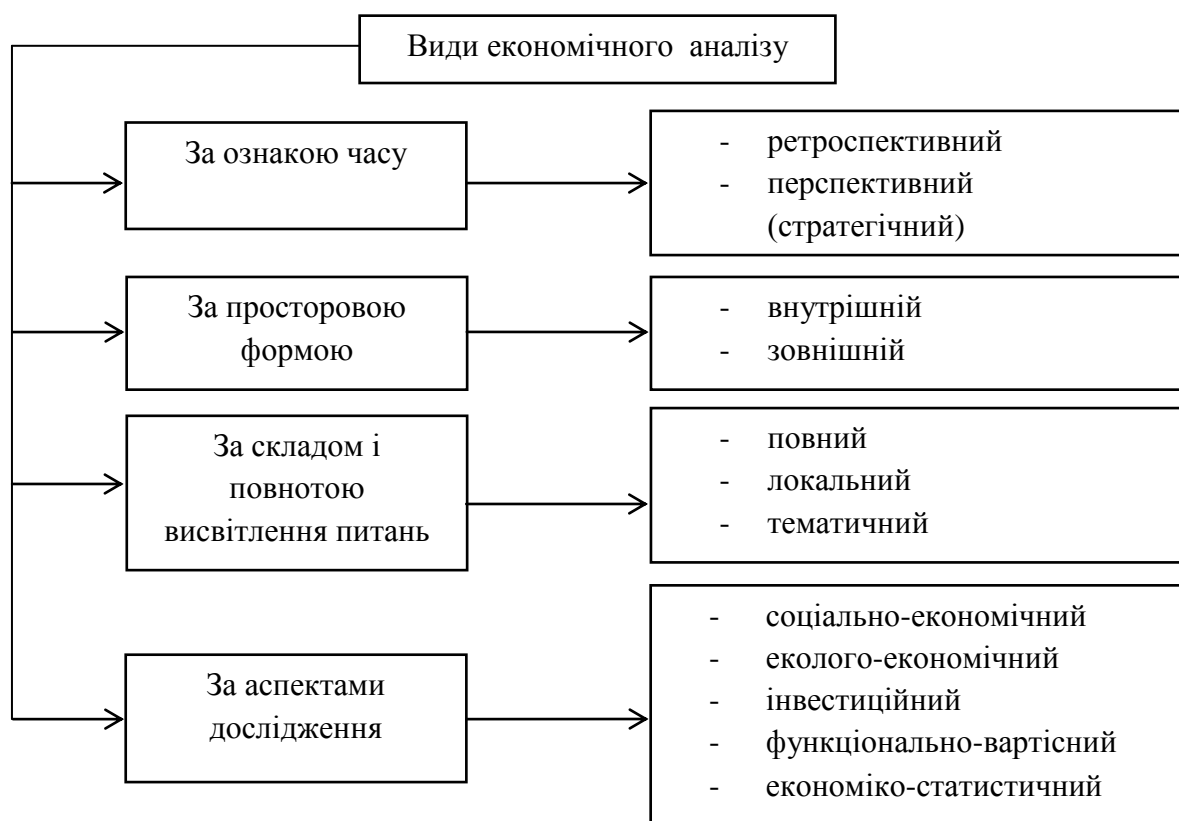 Види економічного аналізу
За ознакою часу
- ретроспективний
- перспективний
(стратегічний)
За просторовою
формою
- внутрішній
- зовнішній
За складом і
повнотою
висвітлення питань
- повний
- локальний
- тематичний
За аспектами
дослідження
- соціально-економічний
- еколого-економічний
- інвестиційний
- функціонально-вартісний
- економіко-статистичний